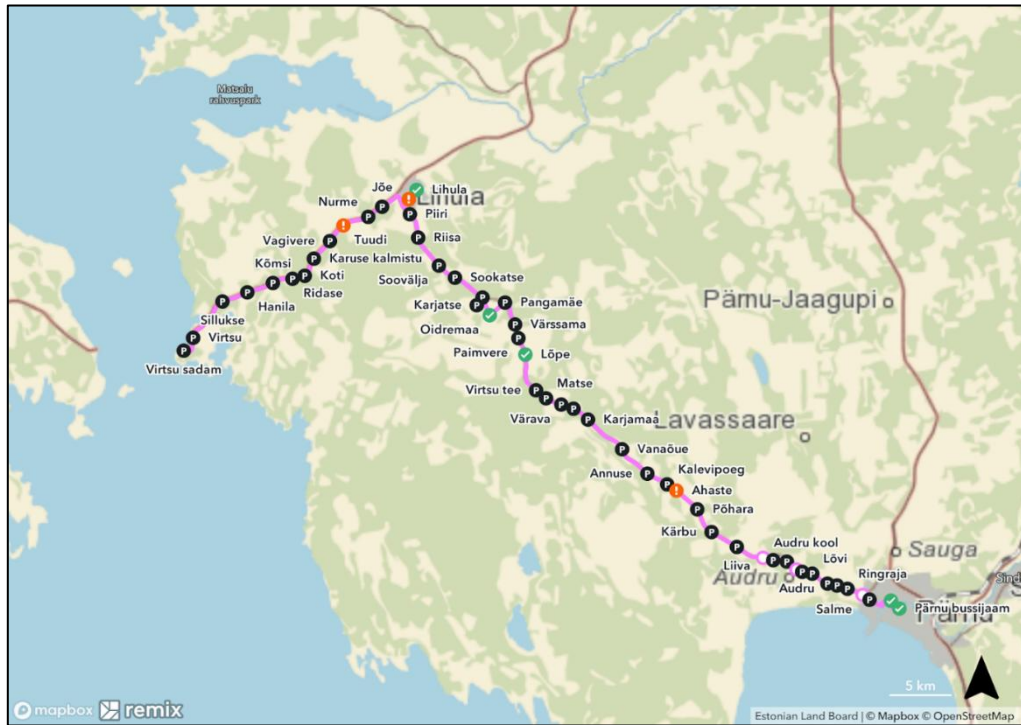 Matsalu
rahvuspark
Jõe
Lihula
Lihula
Nurme
Piiri
Tuudi
Riisa
Vagivere
Karuse kalmistu
Kõmsi
Koti
Soovälja
Sookatse
Ridase
Hanila
Karjatse
Pangamäe
Pärnu-Jaagupi
Sillukse
Oidremaa
Värssama
Virtsu
Paimvere
Lõpe
Virtsu sadam
Virtsu tee
Matse
Värava
Karjamaa
Lavassaare
Vanaõue
Annuse
Kalevipoeg
Ahaste
Põhara
Kärbu
Audru kool
Sauga
Liiva
Lõvi
Audru
Ringraja
Sind
Audru
Salme
Pärnu bussijaam
Pärnu
5 km
mapbox remix
Estonian Land Board | © Mapbox © OpenStreetMap